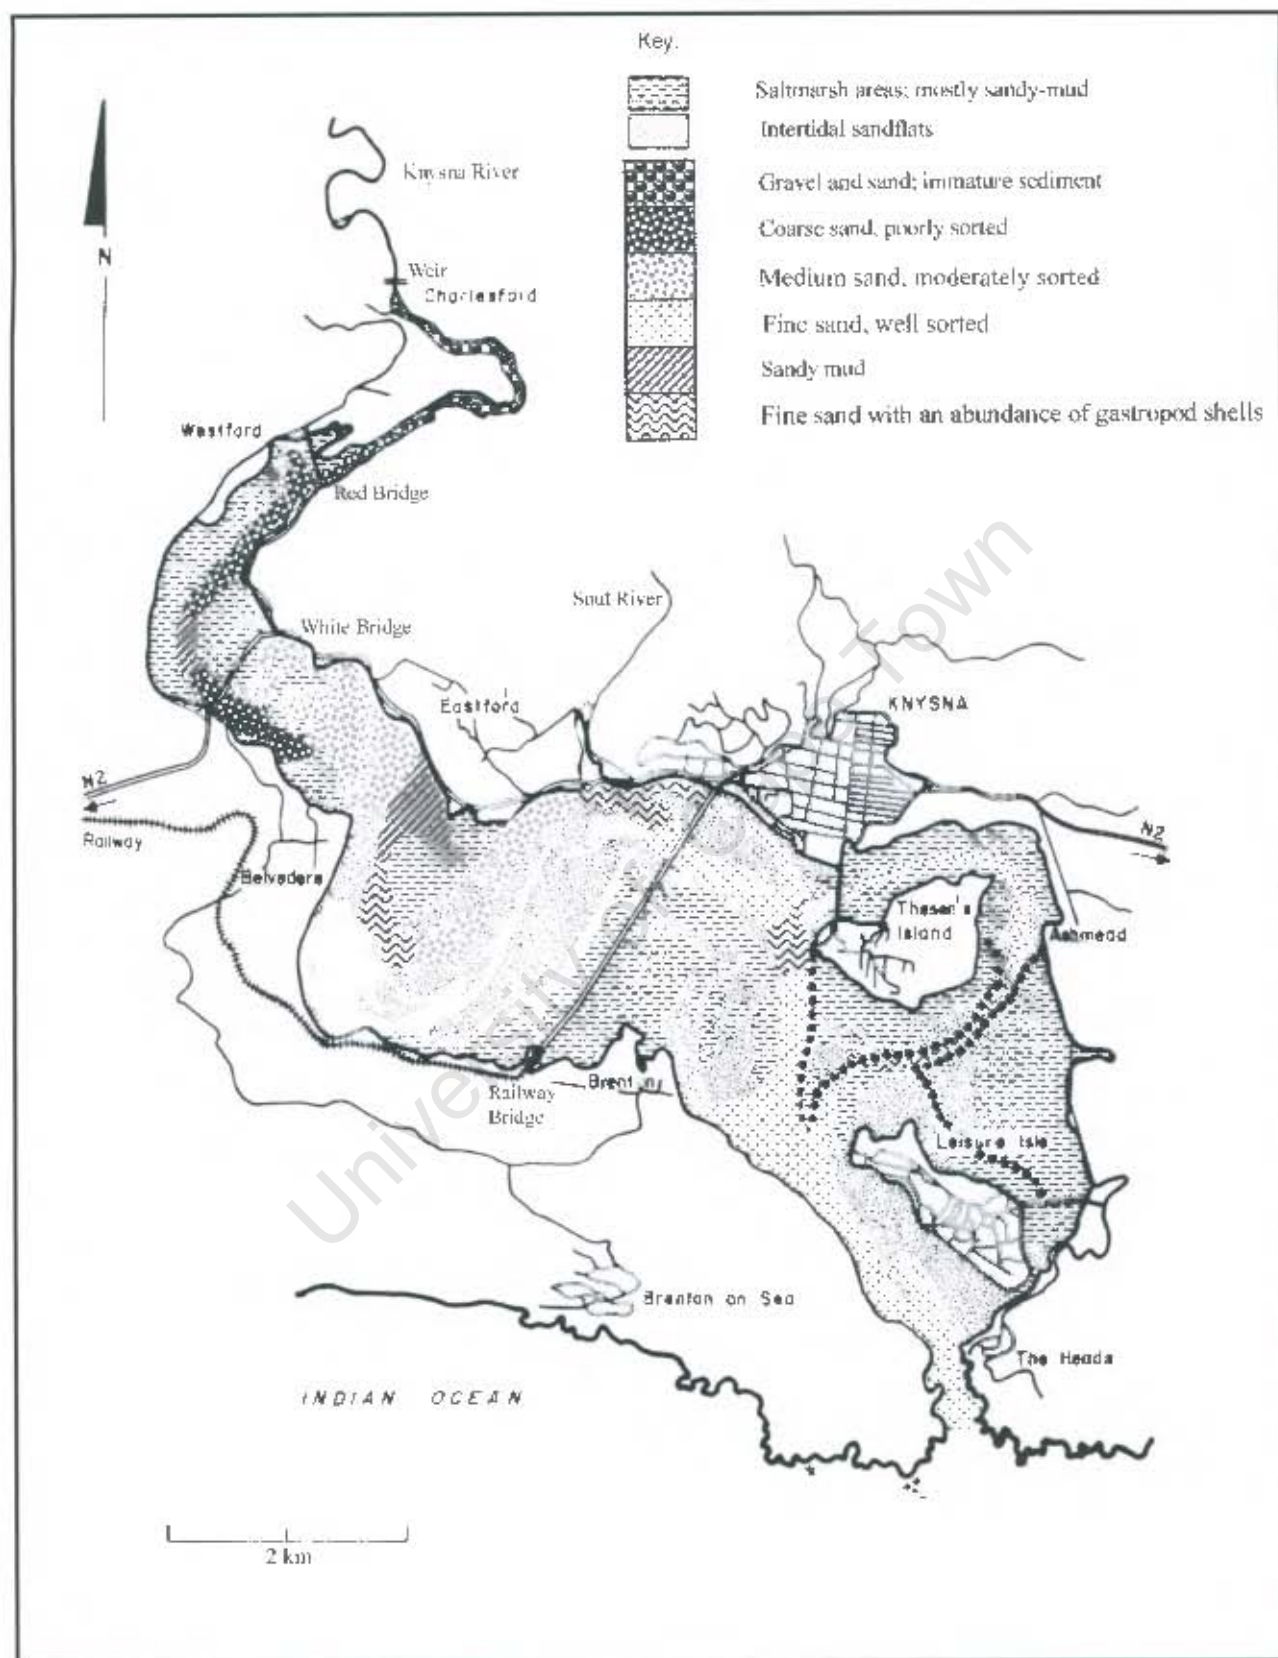 Key.
Saltmarsh areas; mostly sandy-mud
Intertidal sandflats
Gravel and sand; immature sediment
Coarse sand, poorly sorted
Medium sand, moderately sorted
Fine sand, well sorted
Sandy mud
Fine sand with an abundance of gastropod shells
N
Knysna River
Weir
Charlesford
Westford
Red Bridge
White Bridge
Sout River
Eastford
KNYSNA
N2
Railway
Belvedere
N2
Thesen's
Island
Ashmead
Railway
Bridge
Brenton
Leisure Isle
Brenton on Sea
The Heads
INDIAN OCEAN
2 km
University of Cape Town